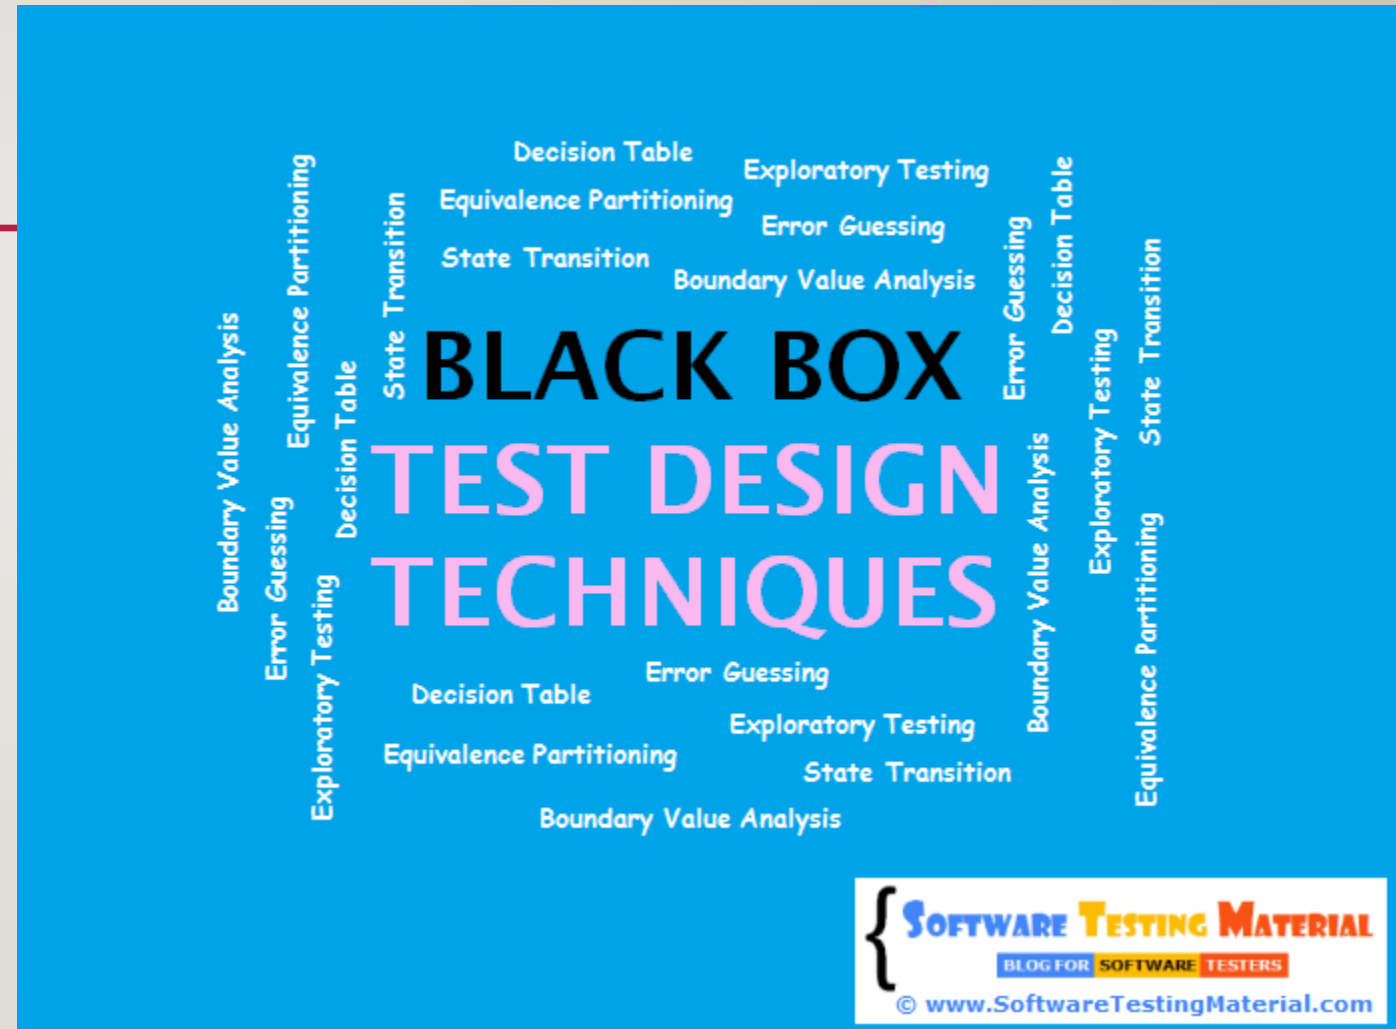 Decision Table
Exploratory Testing
Equivalence Partitioning
Error Guessing
State Transition
Boundary Value Analysis
Boundary Value Analysis
Equivalence Partitioning
State Transition
Decision Table
Error Guessing
Exploratory Testing
BLACK BOX
TEST DESIGN
TECHNIQUES
Error Guessing
Decision Table
State Transition
Exploratory Testing
Boundary Value Analysis
Equivalence Partitioning
Error Guessing
Decision Table
Exploratory Testing
Equivalence Partitioning
State Transition
Boundary Value Analysis
{ SOFTWARE TESTING MATERIAL
BLOG FOR SOFTWARE TESTERS
© www.SoftwareTestingMaterial.com